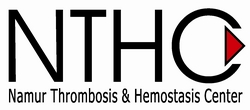 NTHC
Namur Thrombosis & Hemostasis Center